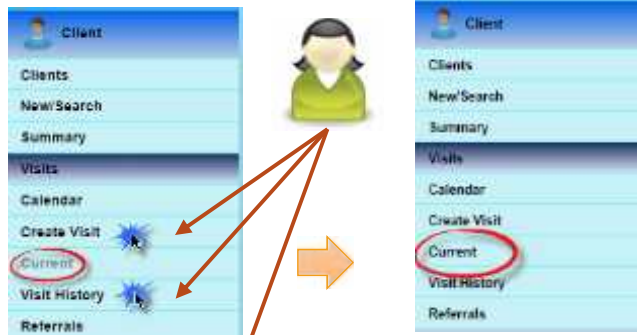 Client
Clients
New/Search
Summary
Visits
Calendar
Create Visit
Current
Visit History
Referrals
Client
Clients
New/Search
Summary
Visits
Calendar
Create Visit
Current
Visit History
Referrals